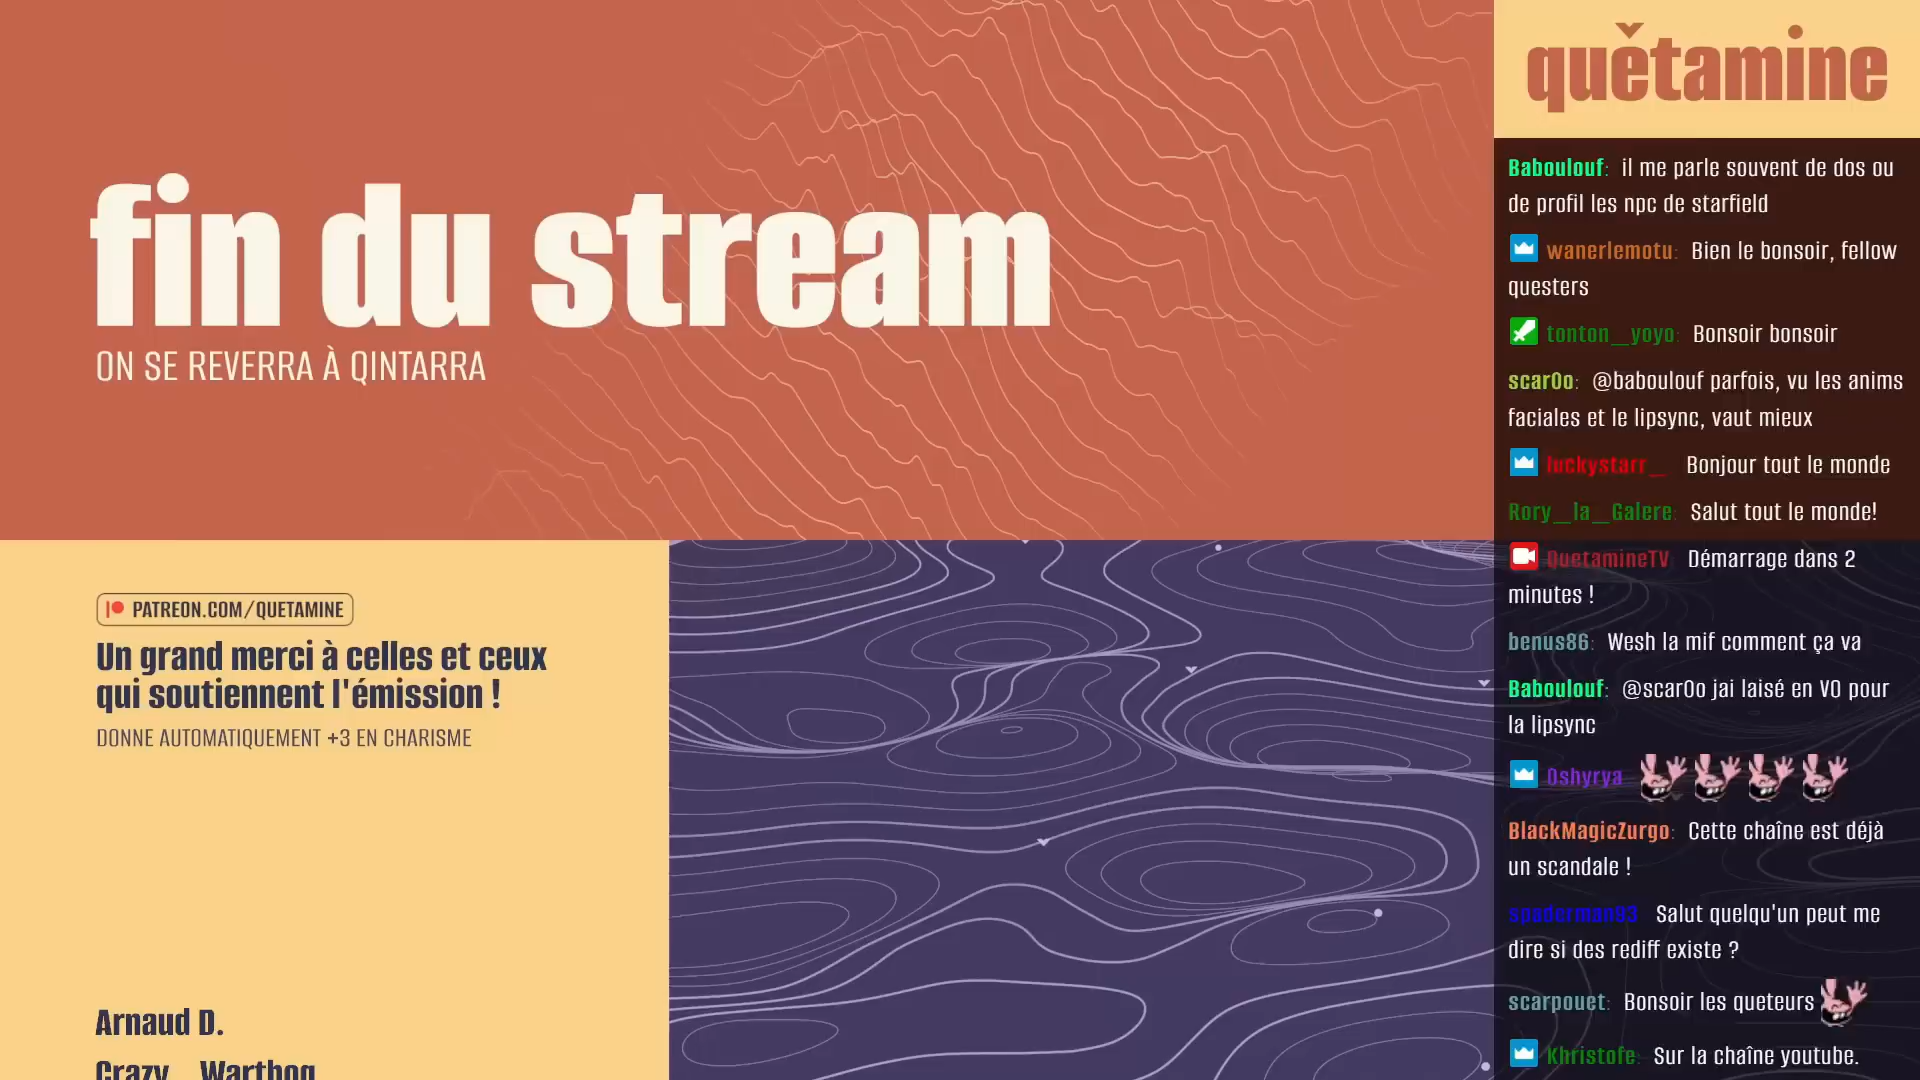 fin du stream
ON SE REVERRA À QINTARRA
PATREON.COM/QUETAMINE
Un grand merci à celles et ceux
qui soutiennent l'émission !
DONNE AUTOMATIQUEMENT +3 EN CHARISME
Arnaud D.
Crazy_Warthog
quětamine
Baboulouf: il me parle souvent de dos ou
de profil les npc de starfield
wanerlemotu: Bien le bonsoir, fellow
questers
tonton_yoyo: Bonsoir bonsoir
scar0o: @baboulouf parfois, vu les anims
faciales et le lipsync, vaut mieux
luckystarr_ Bonjour tout le monde
Rory_la_Galere: Salut tout le monde!
QuetamineTV Démarrage dans 2
minutes !
benus86: Wesh la mif comment ça va
Baboulouf: @scar0o jai laisé en VO pour
la lipsync
Oshyrya
BlackMagicZurgo: Cette chaîne est déjà
un scandale !
spaderman93 Salut quelqu'un peut me
dire si des rediff existe ?
scarpouet: Bonsoir les queteurs
Khristofe: Sur la chaîne youtube.